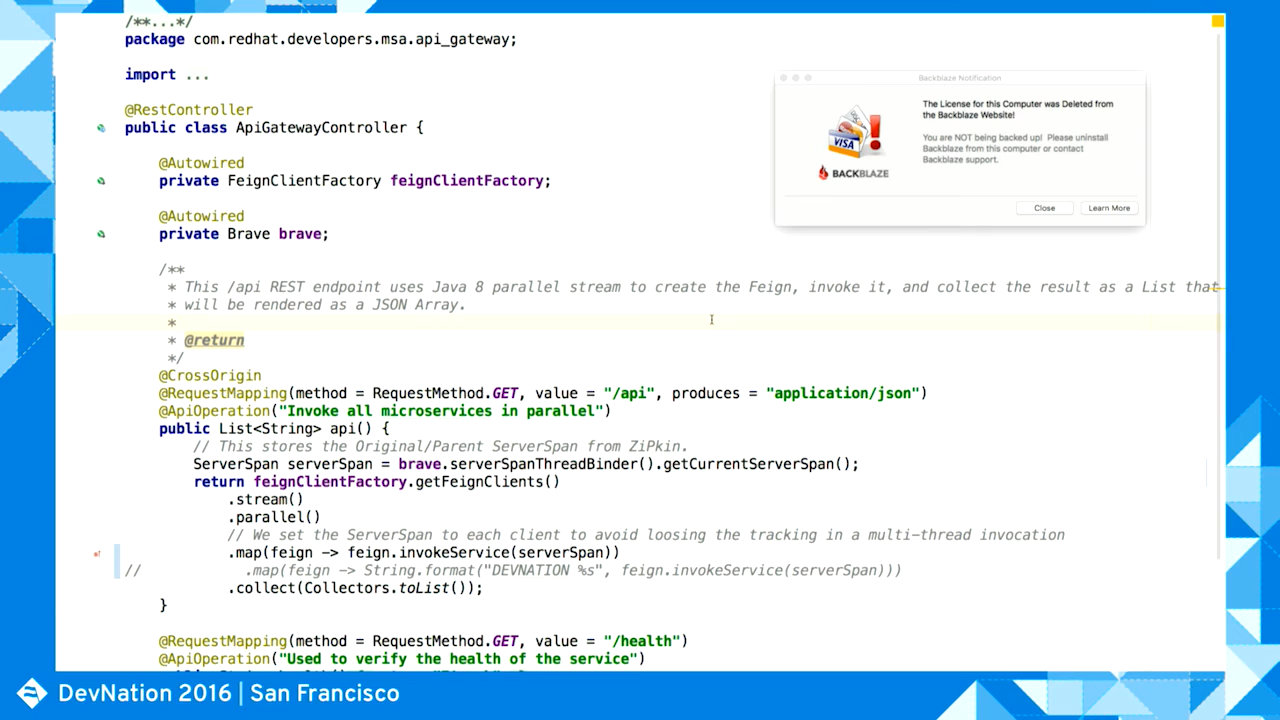 /**...*/
package com.redhat.developers.msa.api_gateway;
import ...
@RestController
public class ApiGatewayController {
@Autowired
private FeignClientFactory feignClientFactory;
@Autowired
private Brave brave;
/**
* This /api REST endpoint uses Java 8 parallel stream to create the Feign, invoke it, and collect the result as a List that
* will be rendered as a JSON Array.
*
* @return
*/
@CrossOrigin
@RequestMapping(method = RequestMethod.GET, value = "/api", produces = "application/json")
@ApiOperation("Invoke all microservices in parallel")
public List<String> api() {
// This stores the Original/Parent ServerSpan from ZiPkin.
ServerSpan serverSpan = brave.serverSpanThreadBinder().getCurrentServerSpan();
return feignClientFactory.getFeignClients()
.stream()
.parallel()
// We set the ServerSpan to each client to avoid loosing the tracking in a multi-thread invocation
.map(feign -> feign.invokeService(serverSpan))
// .map(feign -> String.format("DEVNATION %s", feign.invokeService(serverSpan)))
.collect(Collectors.toList());
}
@RequestMapping(method = RequestMethod.GET, value = "/health")
@ApiOperation("Used to verify the health of the service")
Backblaze Notification
The License for this Computer was Deleted from
the Backblaze Website!
You are NOT being backed up! Please uninstall
Backblaze from this computer or contact
Backblaze support.
VISA
BACKBLAZE
Close
Learn More
DevNation 2016 | San Francisco